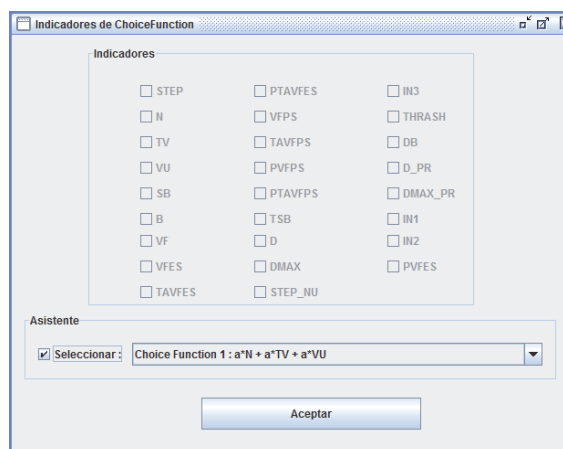 Indicadores de ChoiceFunction
Indicadores
STEP PTAVFES IN3
N VFPS THRASH
TV TAVFPS DB
VU PVFPS D_PR
SB PTAVFPS DMAX_PR
B TSB IN1
VF D IN2
VFES DMAX PVFES
TAVFES STEP_NU
Asistente
Seleccionar : Choice Function 1 : a*N + a*TV + a*VU
Aceptar